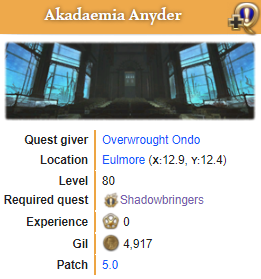 Akadaemia Anyder
Quest giver Overwrought Ondo
Location Eulmore (X:12.9, Y:12.4)
Level 80
Required quest Shadowbringers
Experience 0
Gil 4,917
Patch 5.0